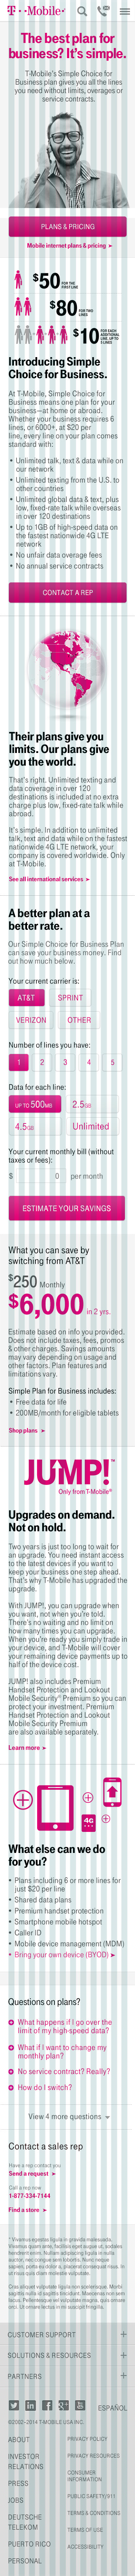 T · · Mobile ·
The best plan for
business? It's simple.
T-Mobile's Simple Choice for
Business plan gives you all the lines
you need without limits, overages or
service contracts.
PLANS & PRICING
Mobile internet plans & pricing ➤
$50 FOR THE FIRST LINE
$80 FOR TWO LINES
$10 FOR EACH ADDITIONAL LINE, UP TO 5 LINES
Introducing Simple
Choice for Business.
At T-Mobile, Simple Choice for
Business means one plan for your
business—at home or abroad.
Whether your business requires 6
lines, or 6000+, at $20 per
line, every line on your plan comes
standard with:
• Unlimited talk, text & data while on
our network
• Unlimited texting from the U.S. to
other countries
• Unlimited global data & text, plus
low, fixed-rate talk while overseas
in over 120 destinations
• Up to 1GB of high-speed data on
the fastest nationwide 4G LTE
network
• No unfair data average fees
• No annual service contracts
CONTACT A REP
Their plans give you
limits. Our plans give
you the world.
That's right. Unlimited texting and
data coverage in over 120
destinations is included at no extra
charge plus low, fixed-rate talk while
abroad.
It's simple. In addition to unlimited
talk, text and data while on the fastest
nationwide 4G LTE network, your
company is covered worldwide. Only
at T-Mobile.
See all international services ➤
A better plan at a
better rate.
Our Simple Choice for Business Plan
can save your business money. Find
out how much below.
Your current carrier is:
AT&T SPRINT
VERIZON OTHER
Number of lines you have:
1 2 3 4 5
Data for each line:
UP TO 500MB 2.5GB
4.5GB Unlimited
Your current monthly bill (without
taxes or fees):
$ 0 per month
ESTIMATE YOUR SAVINGS
What you can save by
switching from AT&T
$250 Monthly
$6,000 in 2 yrs.
Estimate based on info you provided.
Does not include taxes, fees, promos
& other charges. Savings amounts
may vary depending on usage and
other factors. Plan features and
limitations vary.
Simple Plan for Business includes:
• Free data for life
• 200MB/month for eligible tablets
Shop plans ➤
JUMP!™
Only from T-Mobile®
Upgrades on demand.
Not on hold.
Two years is just too long to wait for
an upgrade. You need instant access
to the latest and greatest tech to
keep your business one step ahead.
That's why T-Mobile has upgraded the
upgrade.
With JUMP!, you can upgrade when
you want, not when you're told.
There's no waiting and no limit on
how many times you can upgrade.
When you're ready you simply trade in
your device, and T-Mobile will cover
your remaining device payments up to
half of the device cost.
JUMP! also includes Premium
Handset Protection and Lookout
Mobile Security® Premium so you can
protect your investment. Premium
Handset Protection and Lookout
Mobile Security Premium
are also available separately.
Learn more ➤
4G
What else can we do
for you?
• Plans including 6 or more lines for
just $20 per line
• Shared data plans
• Premium handset protection
• Smartphone mobile hotspot
• Caller ID
• Mobile device management (MDM)
• Bring your own device (BYOD) ➤
Questions on plans?
What happens if I go over the
limit of my high-speed data?
What if I want to change my
monthly plan?
No service contract? Really?
How do I switch?
View 4 more questions
Contact a sales rep
Have a rep contact you
Send a request ➤
Call a rep now
1-877-334-7144
Find a store ➤
CUSTOMER SUPPORT +
SOLUTIONS & RESOURCES +
PARTNERS +
ESPAÑOL
©2002–2014 T-MOBILE USA INC.
ABOUT
INVESTOR
RELATIONS
PRESS
JOBS
DEUTSCHE
TELEKOM
PUERTO RICO
PERSONAL
PRIVACY POLICY
PRIVACY RESOURCES
CONSUMER
INFORMATION
PUBLIC SAFETY/911
TERMS & CONDITIONS
TERMS OF USE
ACCESSIBILITY